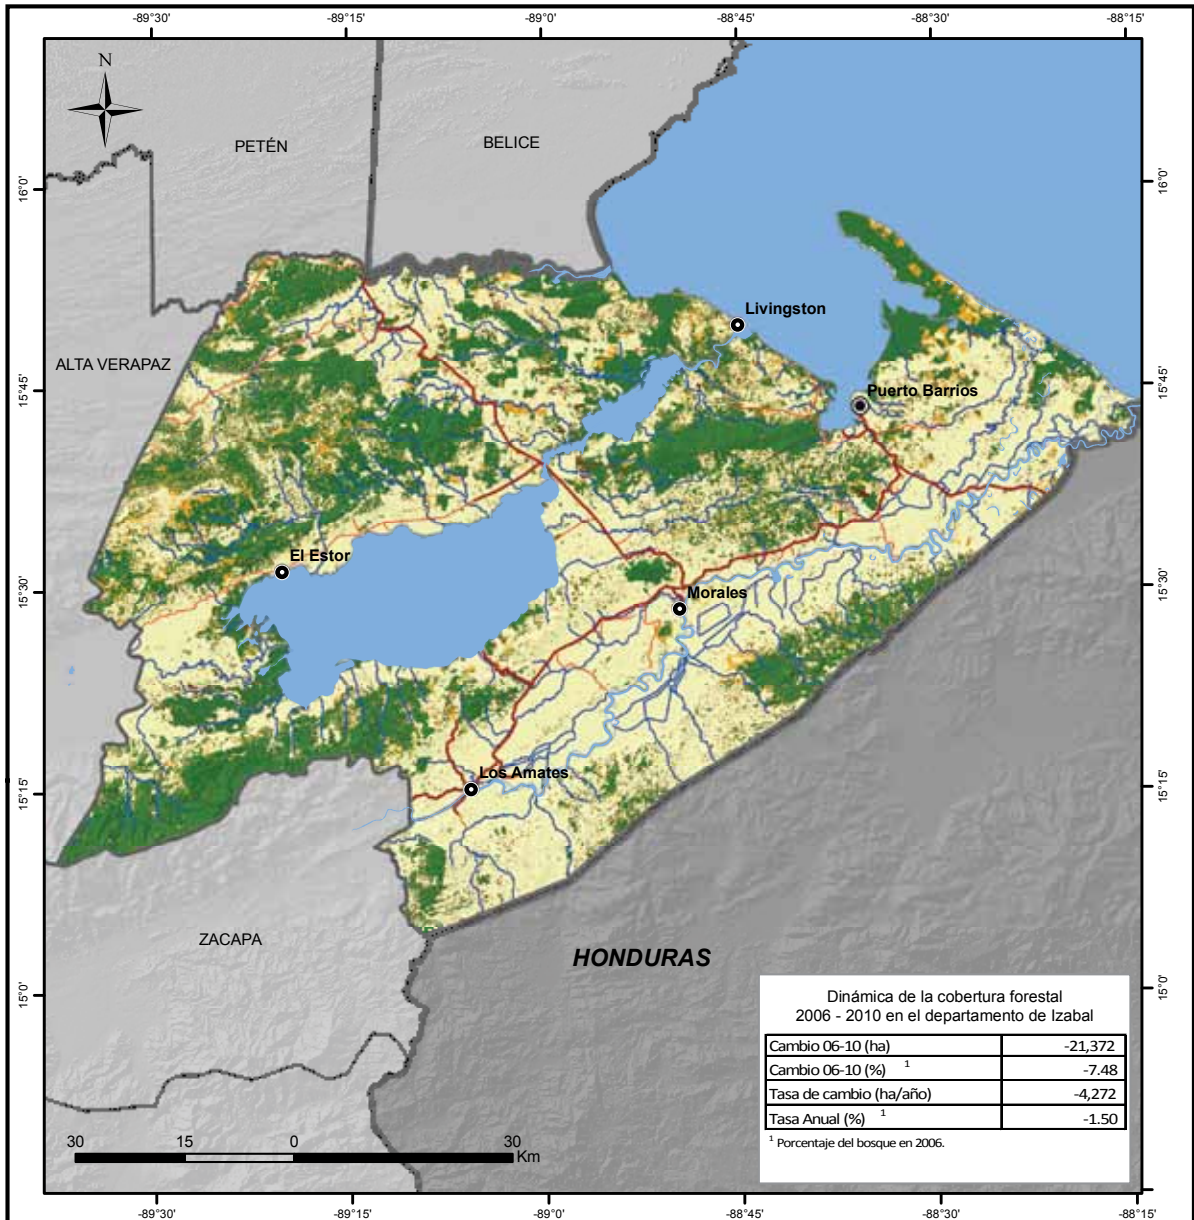 -89°30' -89°15' -89°0' -88°45' -88°30' -88°15'
N
PETÉN
BELICE
16°0'
16°0'
Livingston
ALTA VERAPAZ
15°45'
15°45'
Puerto Barrios
El Estor
15°30'
15°30'
Morales
Los Amates
15°15'
15°15'
ZACAPA
HONDURAS
15°0'
15°0'
Dinámica de la cobertura forestal
2006 - 2010 en el departamento de Izabal
Cambio 06-10 (ha) -21,372
Cambio 06-10 (%) 1 -7.48
Tasa de cambio (ha/año) -4,272
Tasa Anual (%) 1 -1.50
1 Porcentaje del bosque en 2006.
30 15 0 30
Km
-89°30' -89°15' -89°0' -88°45' -88°30' -88°15'